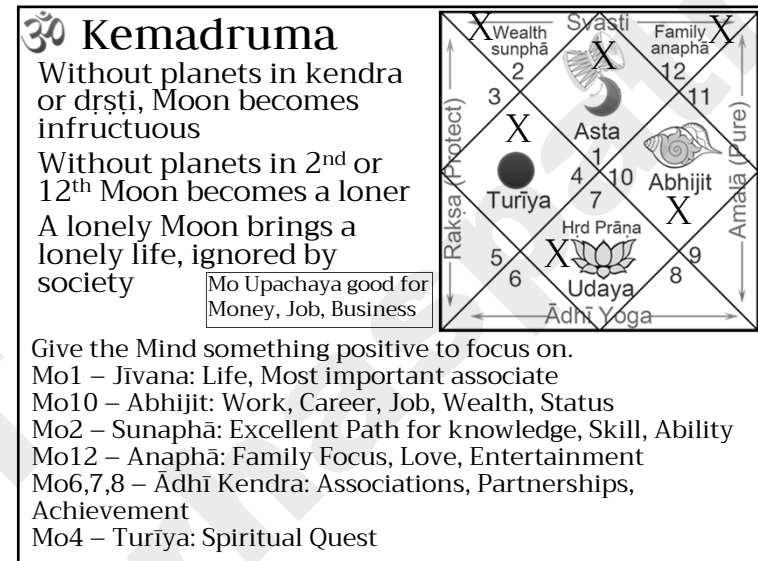 ॐ Kemadruma
Without planets in kendra
or dṛṣṭi, Moon becomes
infructuous
Without planets in 2nd or
12th Moon becomes a loner
A lonely Moon brings a
lonely life, ignored by
society
Mo Upachaya good for
Money, Job, Business
Svasti
X Wealth
sunphā
X
Family X
anaphā
2
12
3
11
X
Asta
1
Turīya
4 10
Abhijit
7
X
Rakṣa (Protect)
Amalā (Pure)
Hṛd Prāṇa
X
5
9
6
8
Udaya
Ādhī Yoga
Give the Mind something positive to focus on.
Mo1 – Jīvana: Life, Most important associate
Mo10 – Abhijit: Work, Career, Job, Wealth, Status
Mo2 – Sunaphā: Excellent Path for knowledge, Skill, Ability
Mo12 – Anaphā: Family Focus, Love, Entertainment
Mo6,7,8 – Ādhī Kendra: Associations, Partnerships,
Achievement
Mo4 – Turīya: Spiritual Quest